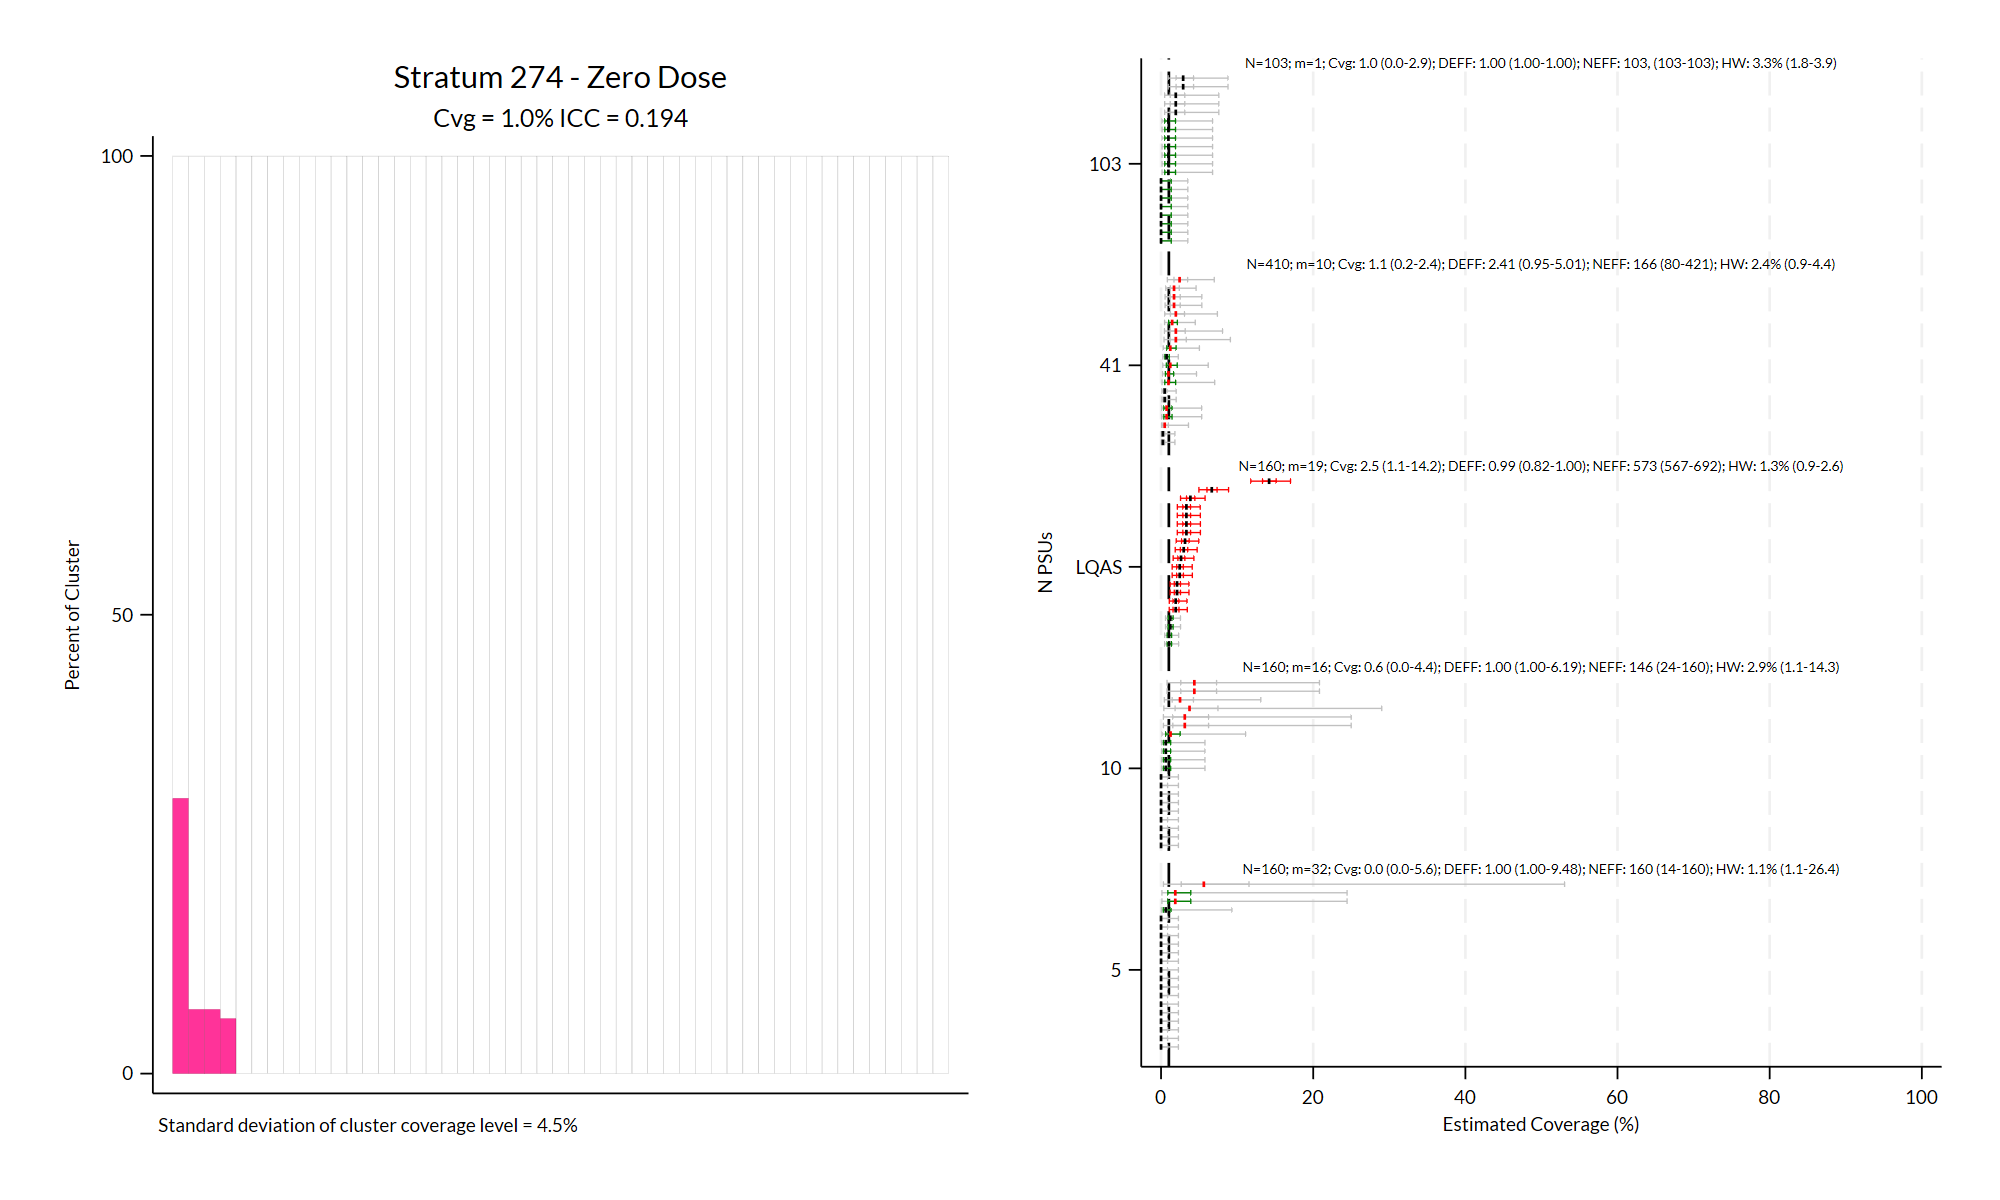 Stratum 274 - Zero Dose
Cvg = 1.0% ICC = 0.194
100
50
0
Percent of Cluster
Standard deviation of cluster coverage level = 4.5%
N=103; m=1; Cvg: 1.0 (0.0-2.9); DEFF: 1.00 (1.00-1.00); NEFF: 103, (103-103); HW: 3.3% (1.8-3.9)
103
N=410; m=10; Cvg: 1.1 (0.2-2.4); DEFF: 2.41 (0.95-5.01); NEFF: 166 (80-421); HW: 2.4% (0.9-4.4)
41
N=160; m=19; Cvg: 2.5 (1.1-14.2); DEFF: 0.99 (0.82-1.00); NEFF: 573 (567-692); HW: 1.3% (0.9-2.6)
LQAS
N PSUs
N=160; m=16; Cvg: 0.6 (0.0-4.4); DEFF: 1.00 (1.00-6.19); NEFF: 146 (24-160); HW: 2.9% (1.1-14.3)
10
N=160; m=32; Cvg: 0.0 (0.0-5.6); DEFF: 1.00 (1.00-9.48); NEFF: 160 (14-160); HW: 1.1% (1.1-26.4)
5
0 20 40 60 80 100
Estimated Coverage (%)